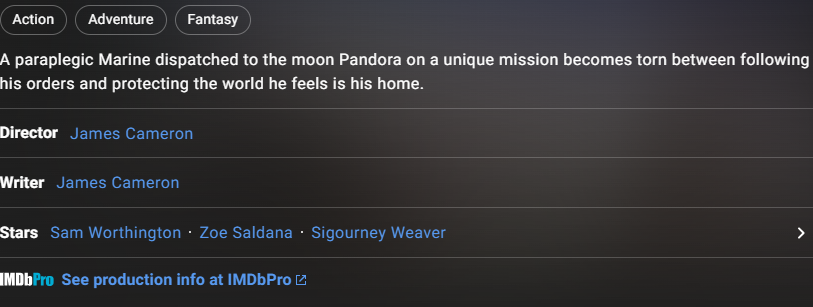 Action Adventure Fantasy
A paraplegic Marine dispatched to the moon Pandora on a unique mission becomes torn between following
his orders and protecting the world he feels is his home.
Director James Cameron
Writer James Cameron
Stars Sam Worthington · Zoe Saldana · Sigourney Weaver
IMDbPro See production info at IMDbPro